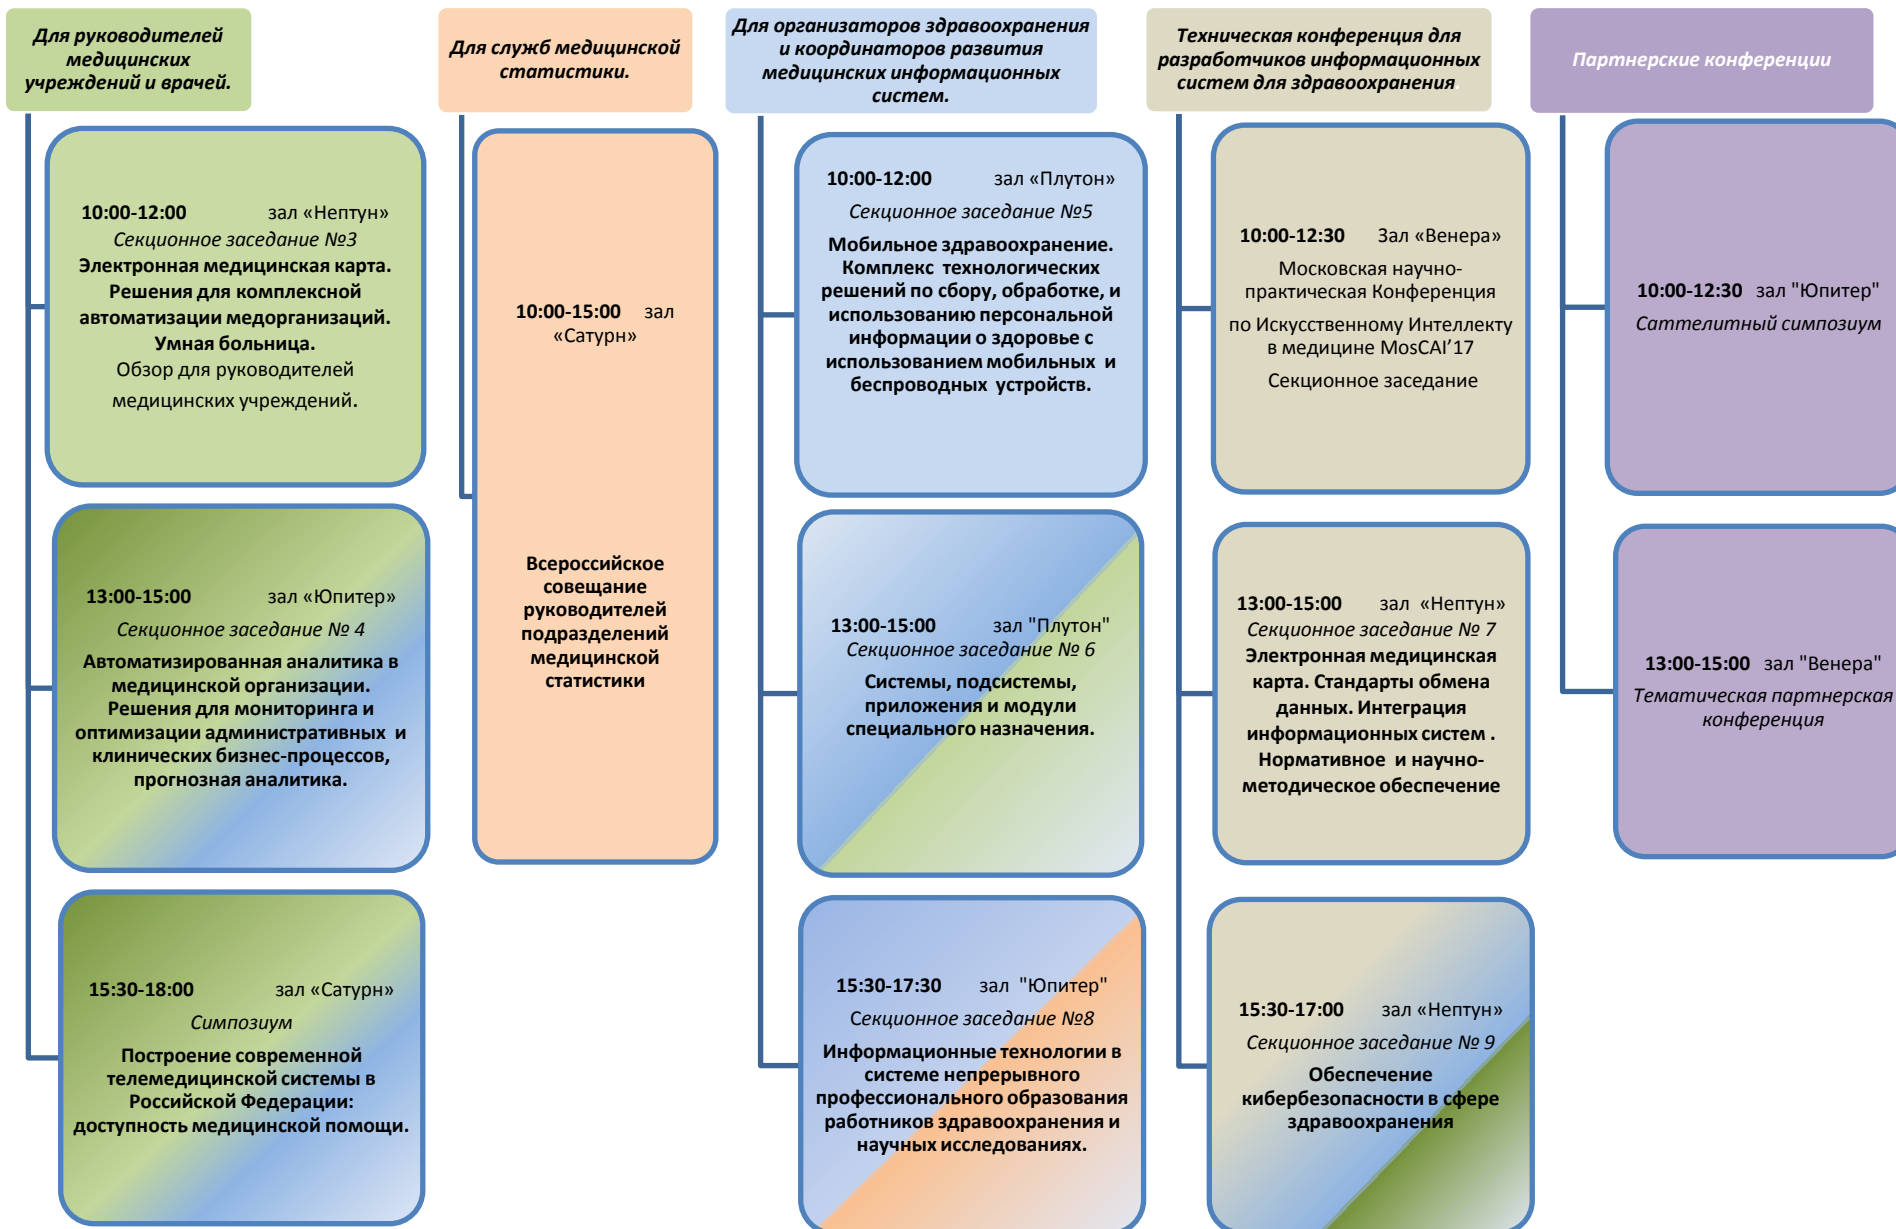 Для руководителей
медицинских
учреждений и врачей.
10:00-12:00 зал «Нептун»
Секционное заседание №3
Электронная медицинская карта.
Решения для комплексной
автоматизации медорганизаций.
Умная больница.
Обзор для руководителей
медицинских учреждений.
13:00-15:00 зал «Юпитер»
Секционное заседание № 4
Автоматизированная аналитика в
медицинской организации.
Решения для мониторинга и
оптимизации административных и
клинических бизнес-процессов,
прогнозная аналитика.
15:30-18:00 зал «Сатурн»
Симпозиум
Построение современной
телемедицинской системы в
Российской Федерации:
доступность медицинской помощи.
Для служб медицинской
статистики.
10:00-15:00 зал
«Сатурн»
Всероссийское
совещание
руководителей
подразделений
медицинской
статистики
Для организаторов здравоохранения
и координаторов развития
медицинских информационных
систем.
10:00-12:00 зал «Плутон»
Секционное заседание №5
Мобильное здравоохранение.
Комплекс технологических
решений по сбору, обработке, и
использованию персональной
информации о здоровье с
использованием мобильных и
беспроводных устройств.
13:00-15:00 зал "Плутон"
Секционное заседание № 6
Системы, подсистемы,
приложения и модули
специального назначения.
15:30-17:30 зал "Юпитер"
Секционное заседание №8
Информационные технологии в
системе непрерывного
профессионального образования
работников здравоохранения и
научных исследованиях.
Техническая конференция для
разработчиков информационных
систем для здравоохранения.
10:00-12:30 Зал «Венера»
Московская научно-
практическая Конференция
по Искусственному Интеллекту
в медицине MosCAI’17
Секционное заседание
13:00-15:00 зал «Нептун»
Секционное заседание № 7
Электронная медицинская
карта. Стандарты обмена
данных. Интеграция
информационных систем .
Нормативное и научно-
методическое обеспечение
15:30-17:00 зал «Нептун»
Секционное заседание № 9
Обеспечение
кибербезопасности в сфере
здравоохранения
Партнерские конференции
10:00-12:30 зал "Юпитер"
Саттелитный симпозиум
13:00-15:00 зал "Венера"
Тематическая партнерская
конференция